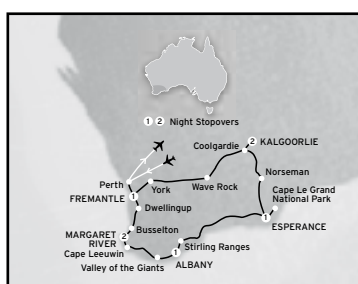 1 2 Night Stopovers
Coolgardie
2 KALGOORLIE
Perth
York
Wave Rock
Norseman
FREMANTLE 1
Cape Le Grand
National Park
Dwellingup
1
ESPERANCE
Busselton
MARGARET 2
RIVER
Stirling Ranges
Cape Leeuwin
1
Valley of the Giants
ALBANY